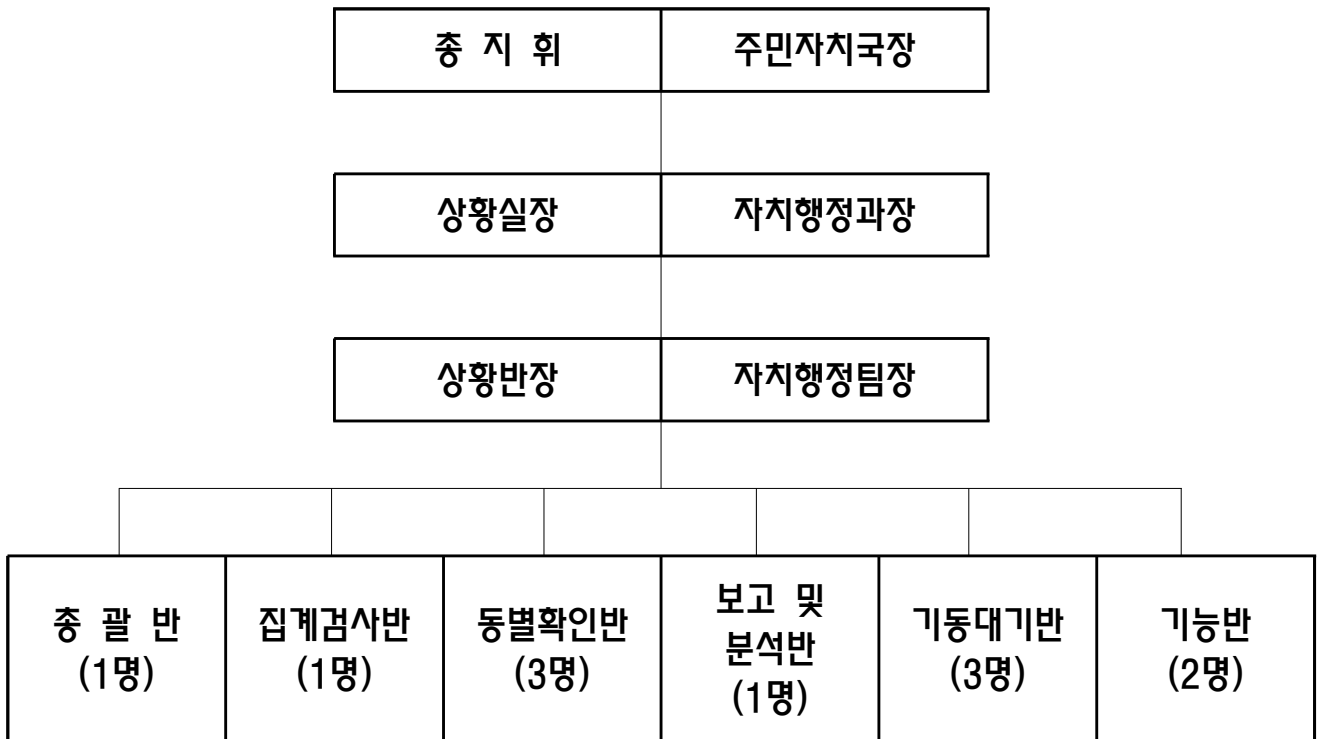 총 지 휘 주민자치국장
상황실장 자치행정과장
상황반장 자치행정팀장
총 괄 반
(1명)
집계검사반
(1명)
동별확인반
(3명)
보고 및
분석반
(1명)
기동대기반
(3명)
기능반
(2명)